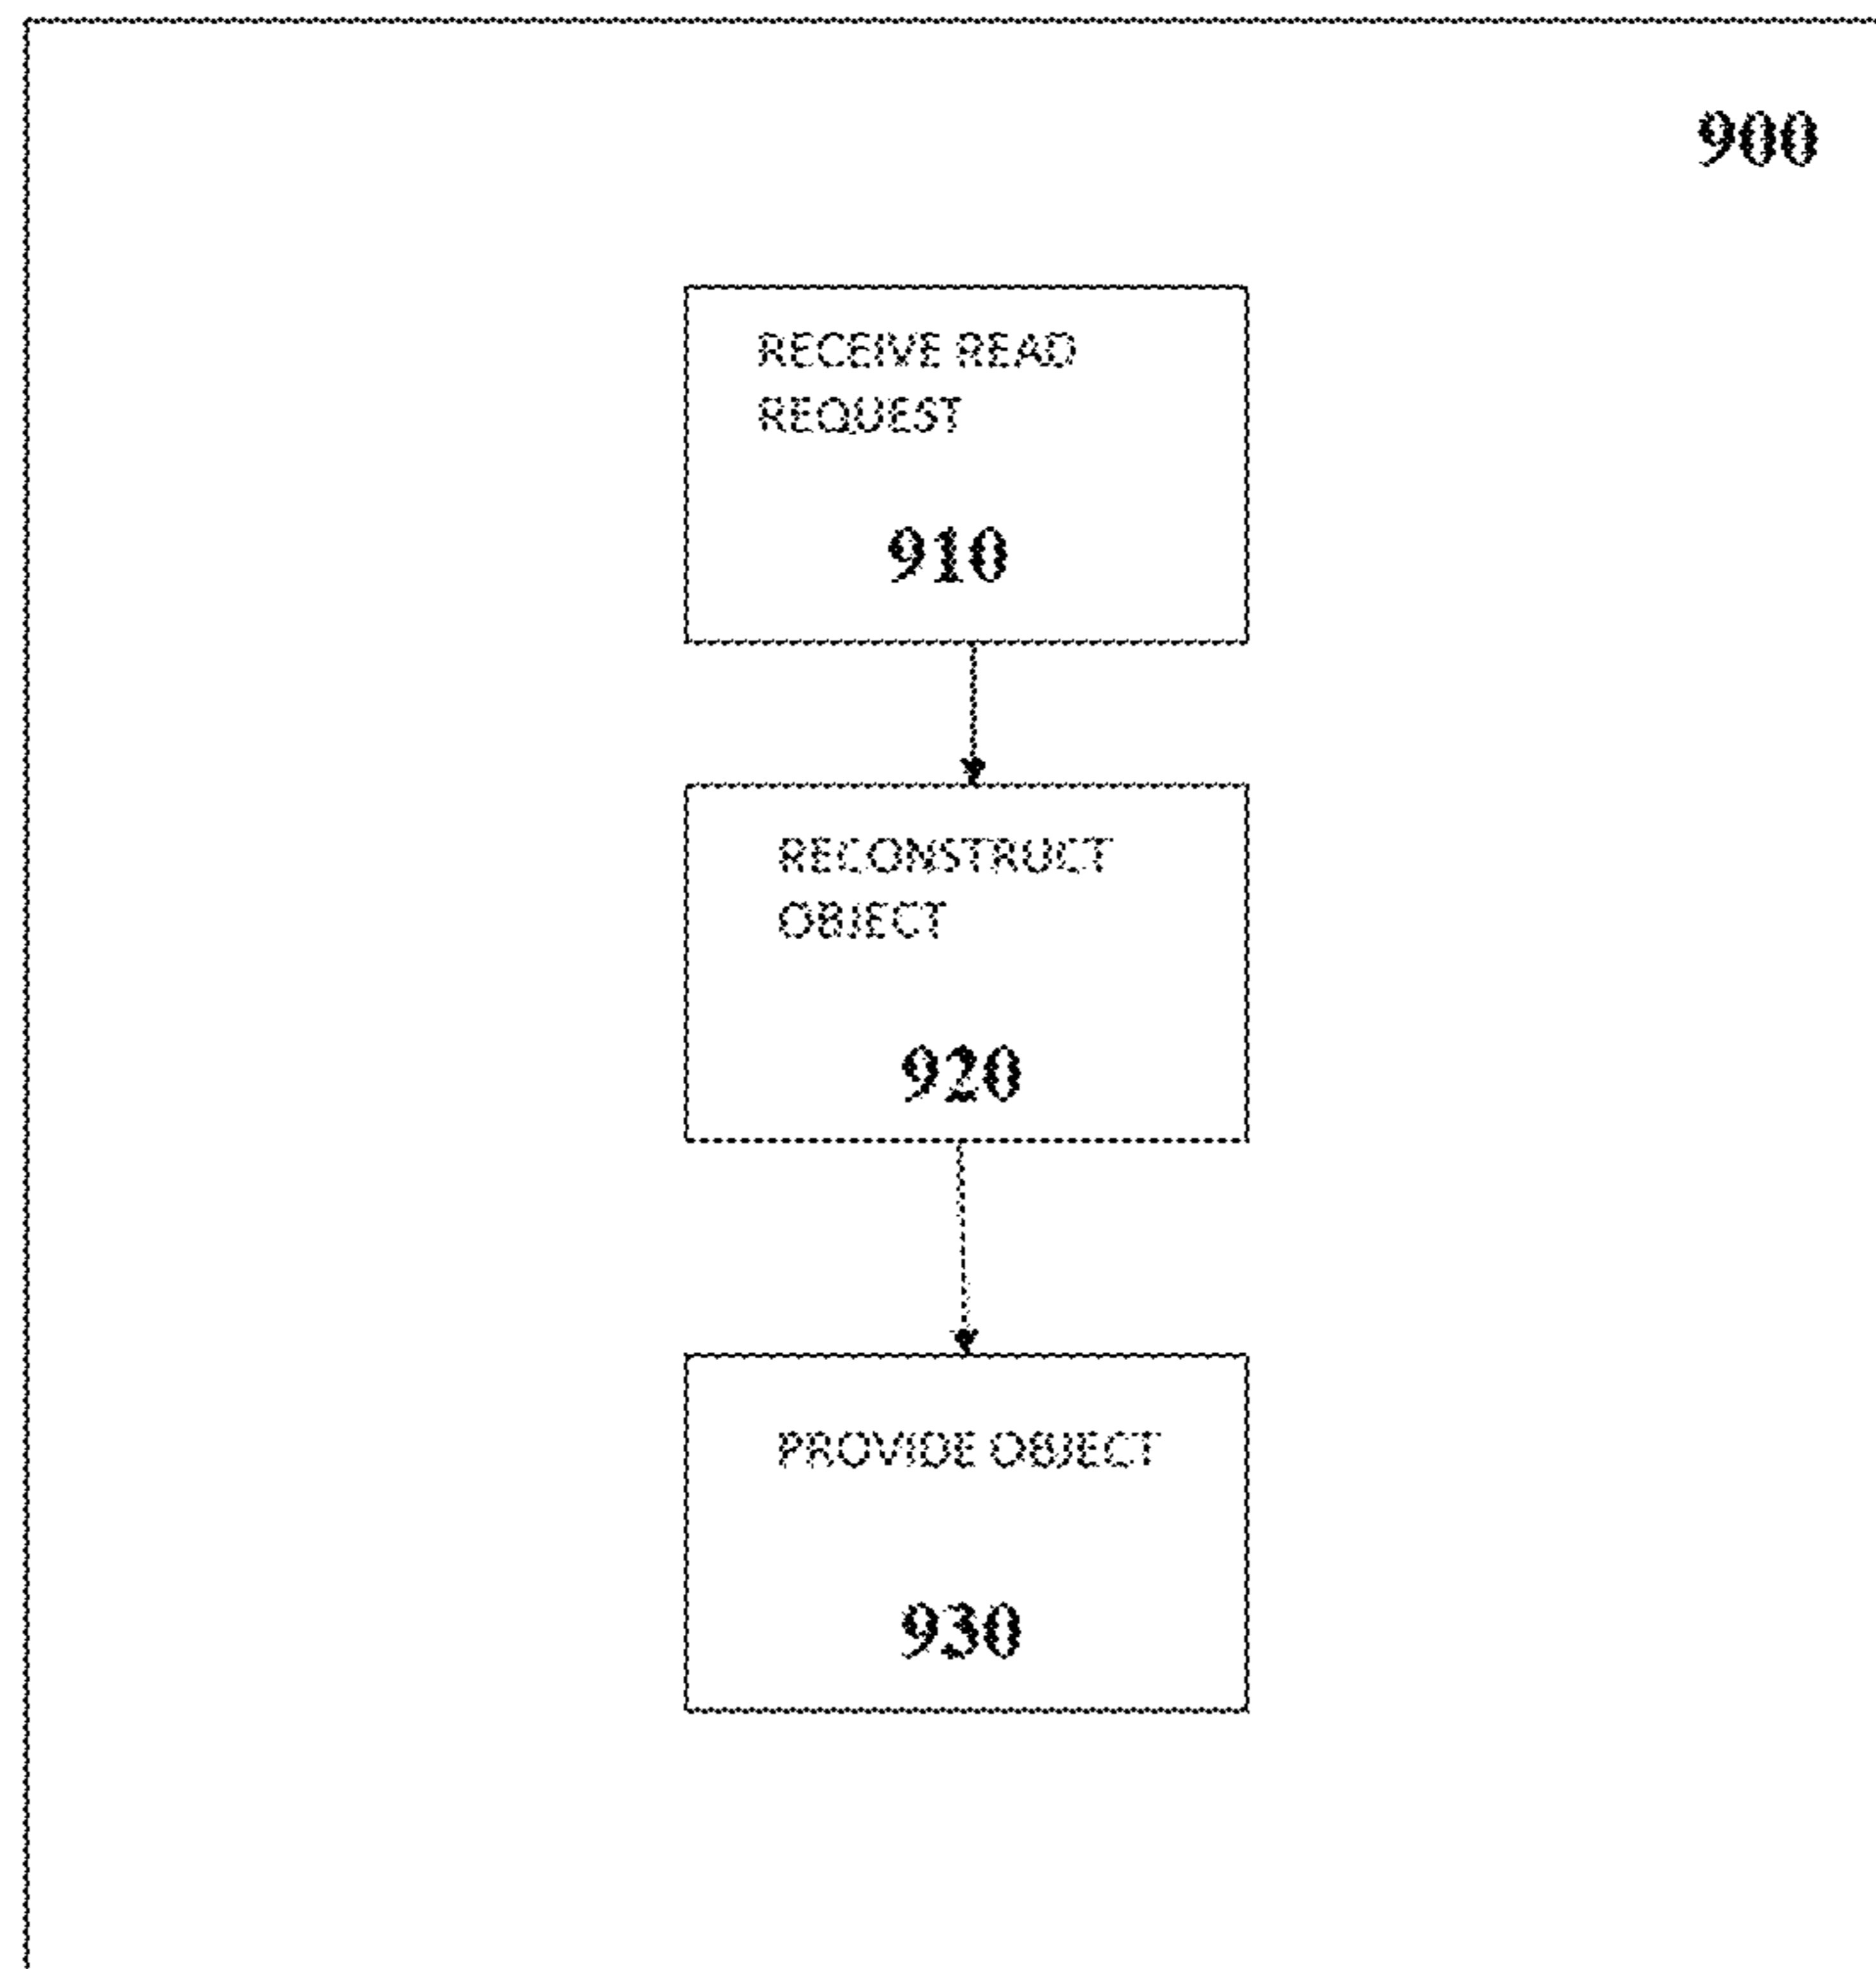 900
RECEIVE READ
REQUEST
910
RECONSTRUCT
OBJECT
920
PROVIDE OBJECT
930